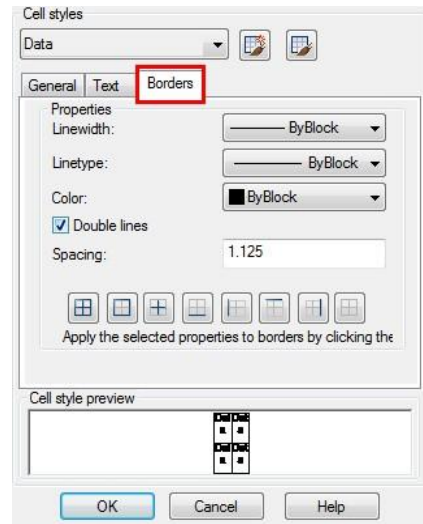 Cell styles
Data
General Text Borders
Properties
Linewidth: ByBlock
Linetype: ByBlock
Color: ByBlock
Double lines
Spacing: 1.125
Apply the selected properties to borders by clicking the
Cell style preview
OK Cancel Help